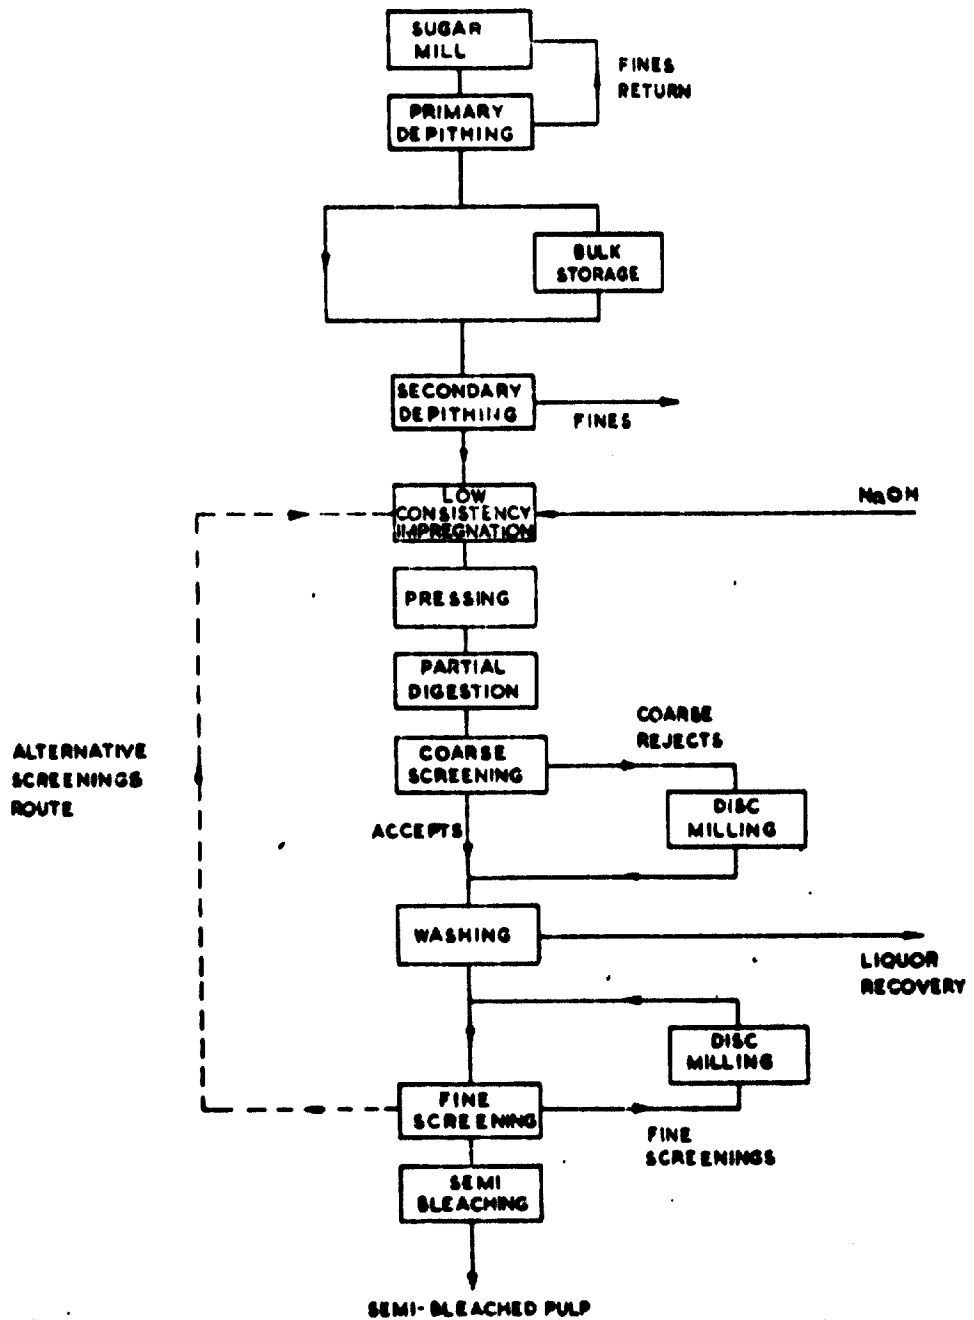 SUGAR
MILL
FINES
RETURN
PRIMARY
DEPITHING
BULK
STORAGE
SECONDARY
DEPITHING
FINES
LOW
CONSISTENCY
IMPREGNATION
NaOH
PRESSING
PARTIAL
DIGESTION
COARSE
REJECTS
COARSE
SCREENING
ALTERNATIVE
SCREENINGS
ROUTE
DISC
MILLING
ACCEPTS
WASHING
LIQUOR
RECOVERY
DISC
MILLING
FINE
SCREENING
FINE
SCREENINGS
SEMI
BLEACHING
SEMI-BLEACHED PULP